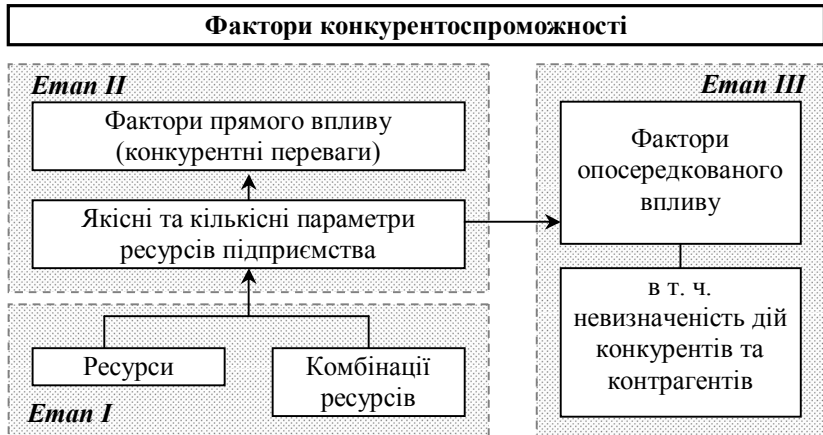 Фактори конкурентоспроможності
Етап II
Фактори прямого впливу
(конкурентні переваги)
Якісні та кількісні параметри
ресурсів підприємства
Ресурси
Комбінації
ресурсів
Етап I
Етап III
Фактори
опосередкованого
впливу
в т. ч.
невизначеність дій
конкурентів та
контрагентів